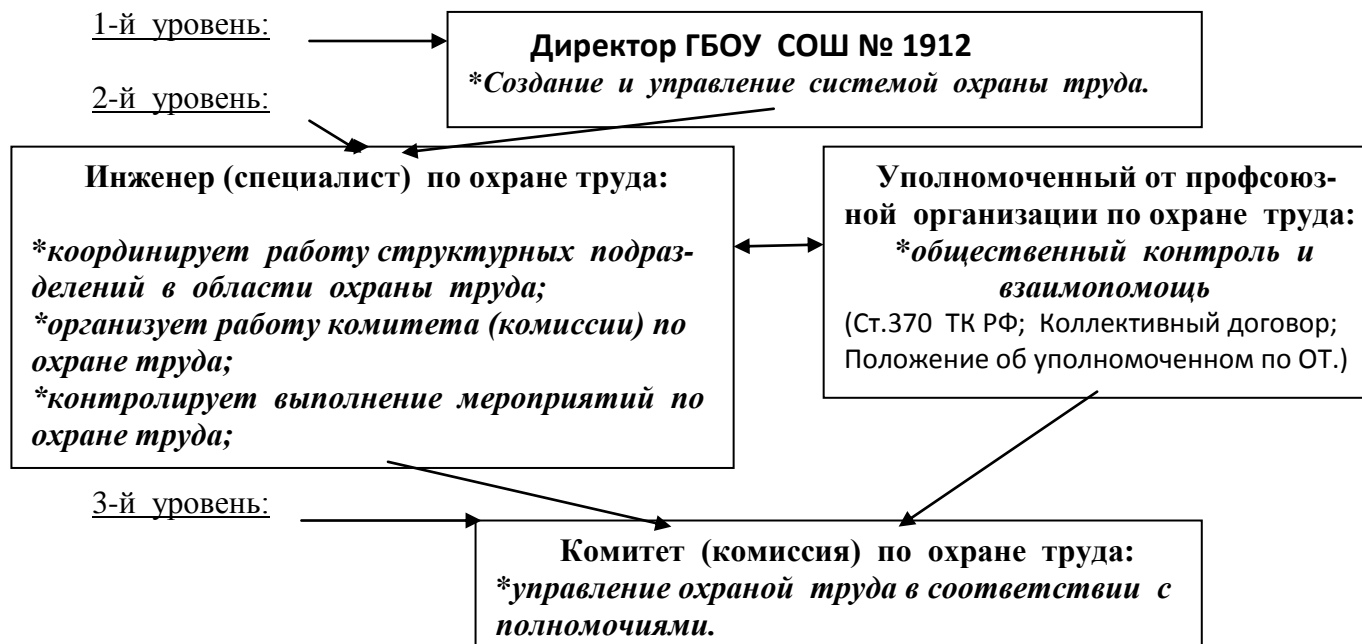 1-й уровень:
Директор ГБОУ СОШ № 1912
*Создание и управление системой охраны труда.
2-й уровень:
Инженер (специалист) по охране труда:
*координирует работу структурных подраз-
делений в области охраны труда;
*организует работу комитета (комиссии) по
охране труда;
*контролирует выполнение мероприятий по
охране труда;
Уполномоченный от профсоюз-
ной организации по охране труда:
*общественный контроль и
взаимопомощь
(Ст.370 ТК РФ; Коллективный договор;
Положение об уполномоченном по ОТ.)
3-й уровень:
Комитет (комиссия) по охране труда:
*управление охраной труда в соответствии с
полномочиями.